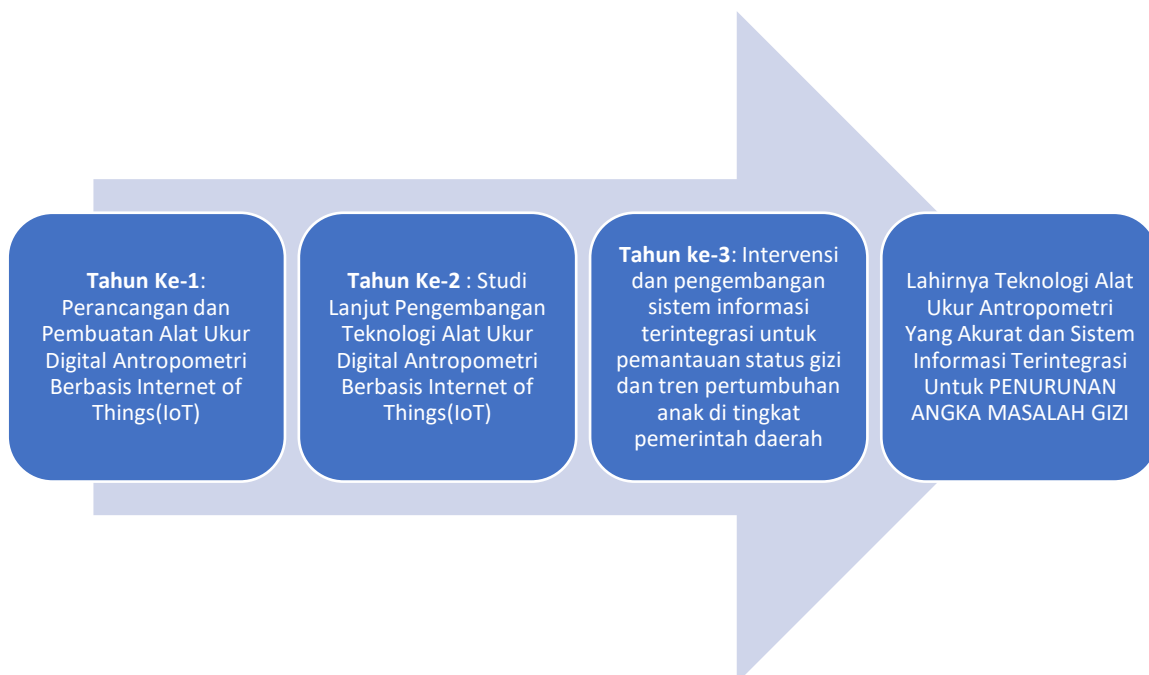 Tahun Ke-1:
Perancangan dan
Pembuatan Alat Ukur
Digital Antropometri
Berbasis Internet of
Things(IoT)
Tahun Ke-2 : Studi
Lanjut Pengembangan
Teknologi Alat Ukur
Digital Antropometri
Berbasis Internet of
Things(IoT)
Tahun ke-3: Intervensi
dan pengembangan
sistem informasi
terintegrasi untuk
pemantauan status gizi
dan tren pertumbuhan
anak di tingkat
pemerintah daerah
Lahirnya Teknologi Alat
Ukur Antropometri
Yang Akurat dan Sistem
Informasi Terintegrasi
Untuk PENURUNAN
ANGKA MASALAH GIZI